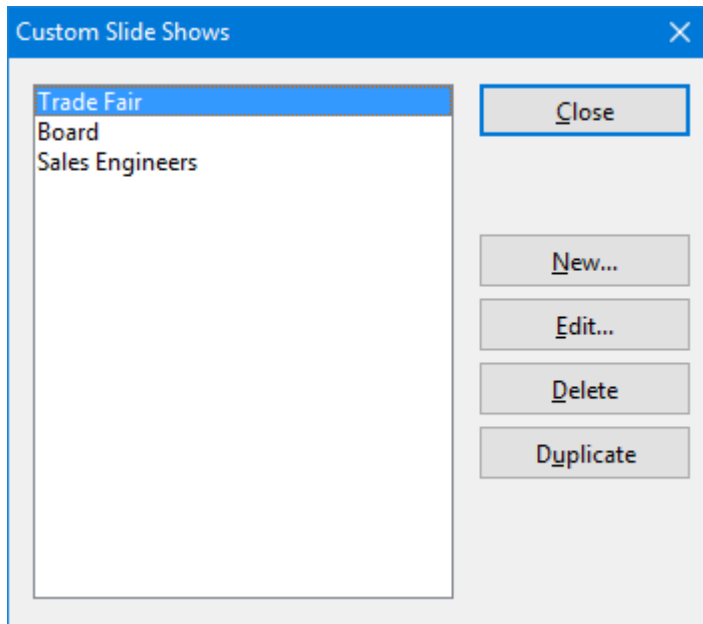 Custom Slide Shows
Trade Fair
Board
Sales Engineers
Close
New...
Edit...
Delete
Duplicate